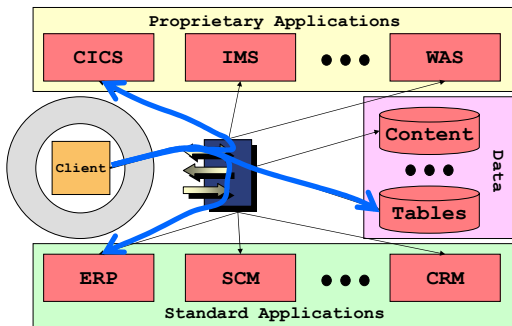 Proprietary Applications
CICS
IMS
WAS
Client
Content
Tables
Data
ERP
SCM
CRM
Standard Applications